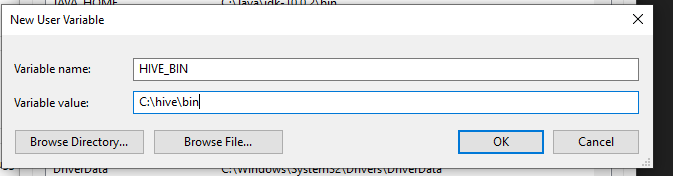 New User Variable
Variable name: HIVE_BIN
Variable value: C:\hive\bin
Browse Directory... Browse File... OK Cancel
DriverData C:\Windows\System32\Drivers\DriverData